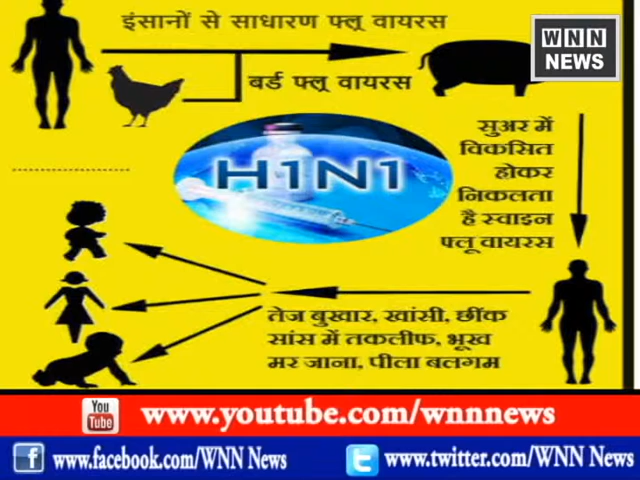 इंसानों से साधारण फ्लू वायरस
WNN
NEWS
बर्ड फ्लू वायरस
सुअर में
विकसित
होकर
निकलता
है स्वाइन
फ्लू वायरस
H1N1
तेज बुखार, खांसी, छींक
सांस में तकलीफ, भूख
मर जाना, पीला बलगम
You
Tube
www.youtube.com/wnnnews
f www.facebook.com/WNN News
t www.twitter.com/WNN News